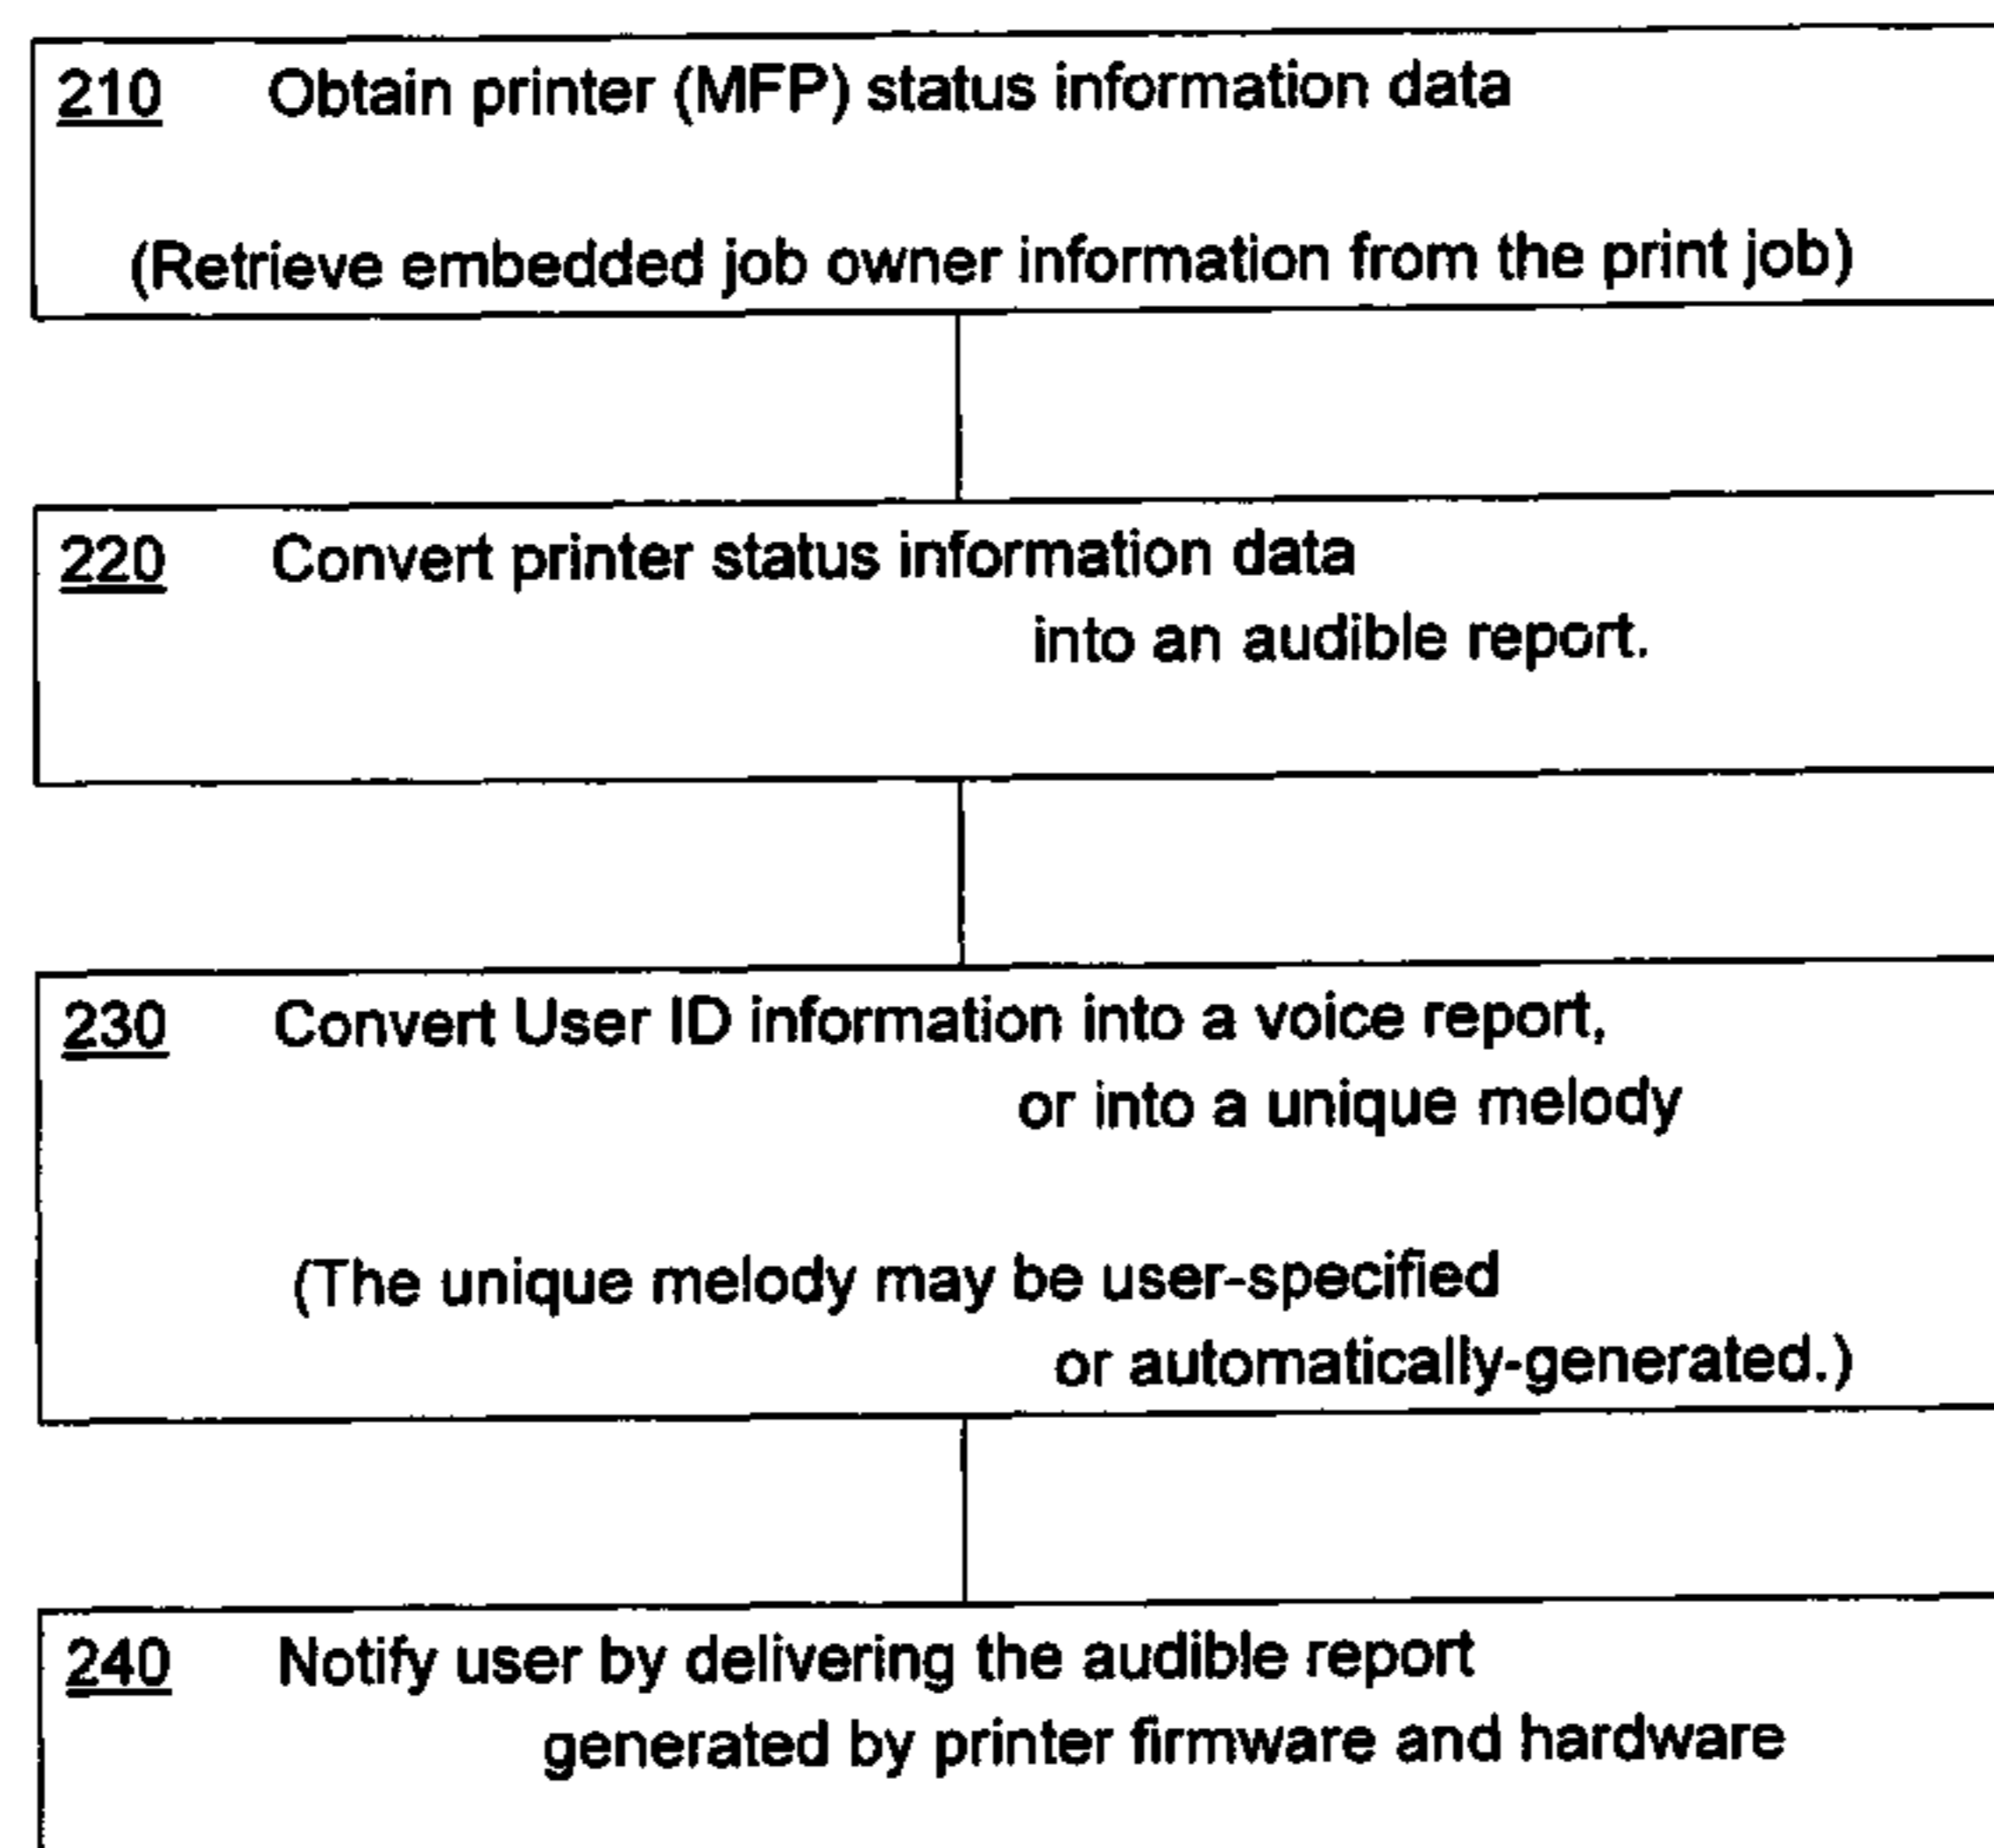 210 Obtain printer (MFP) status information data
(Retrieve embedded job owner information from the print job)
220 Convert printer status information data
into an audible report.
230 Convert User ID information into a voice report,
or into a unique melody
(The unique melody may be user-specified
or automatically-generated.)
240 Notify user by delivering the audible report
generated by printer firmware and hardware